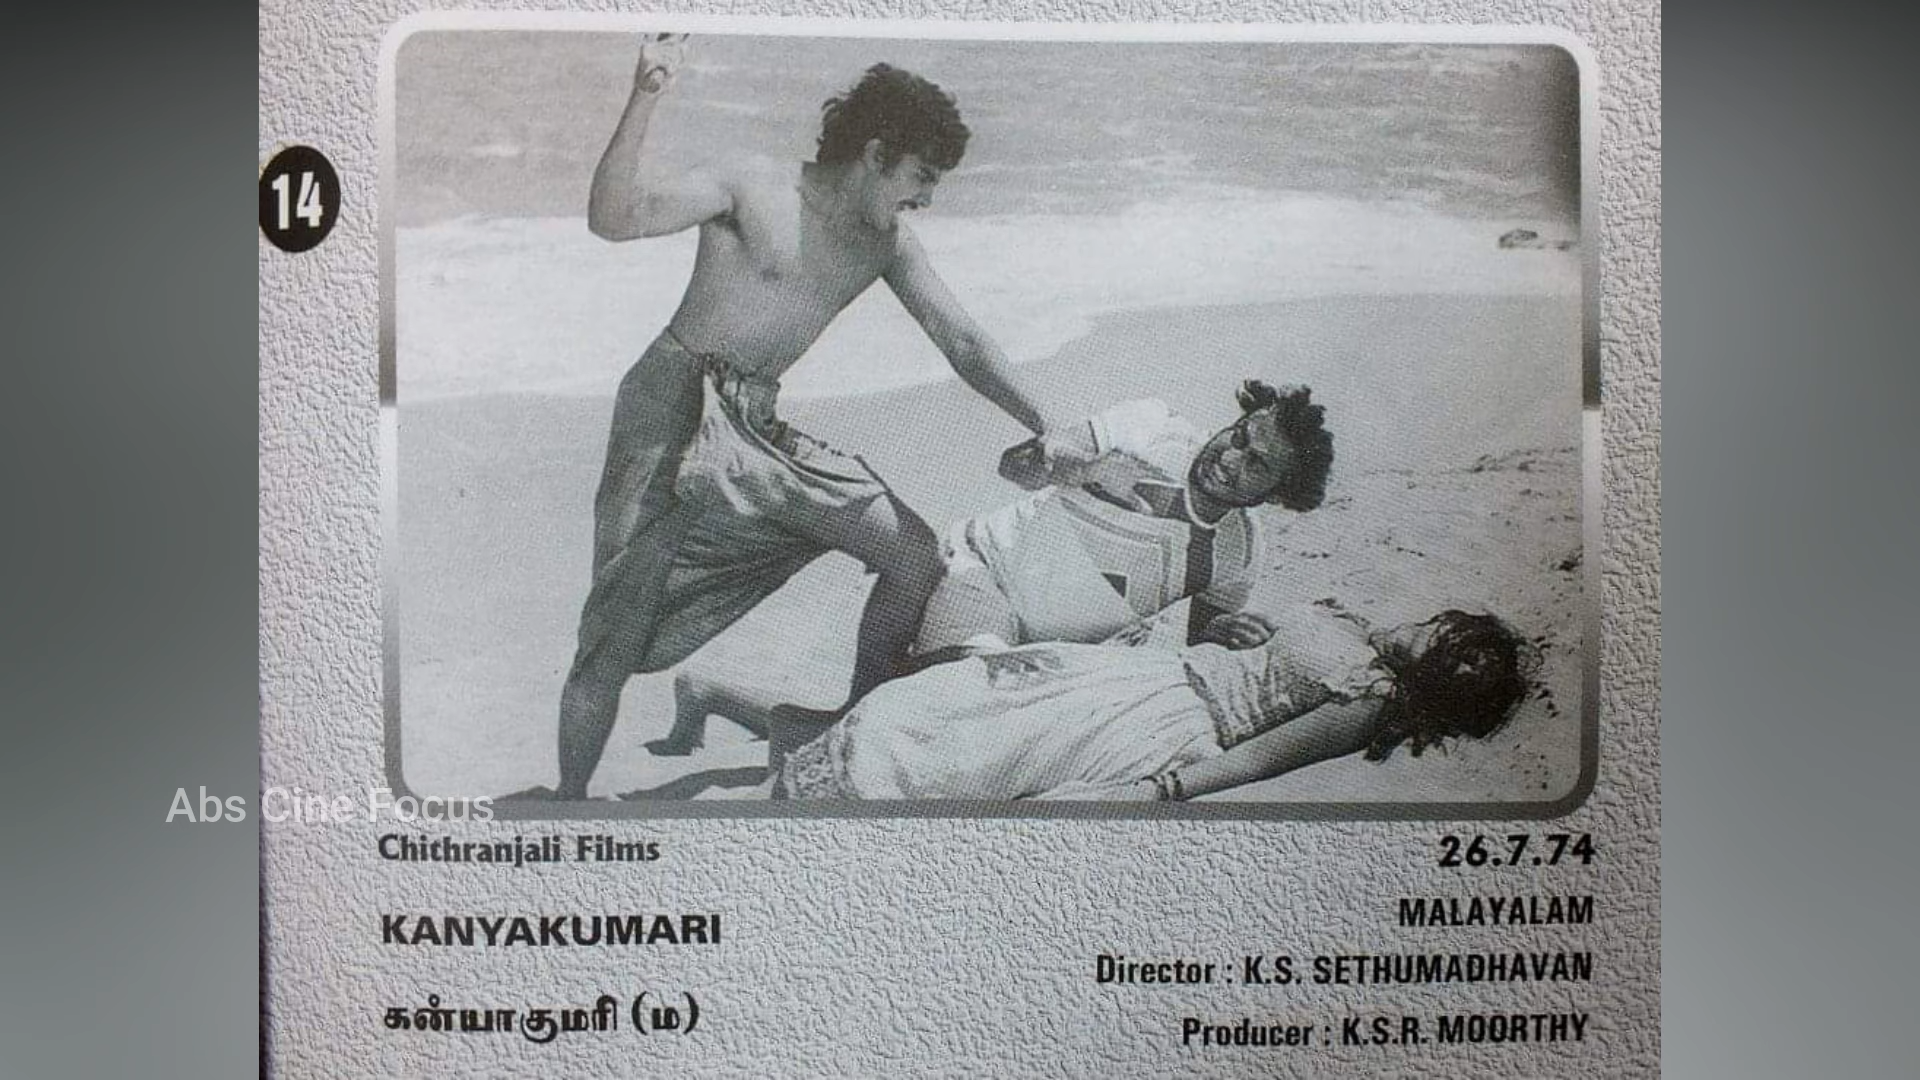 14
Abs Cine Focus
Chithranjali Films
26.7.74
KANYAKUMARI
MALAYALAM
கன்யாகுமரி (ம)
Director : K.S. SETHUMADHAVAN
Producer : K.S.R. MOORTHY